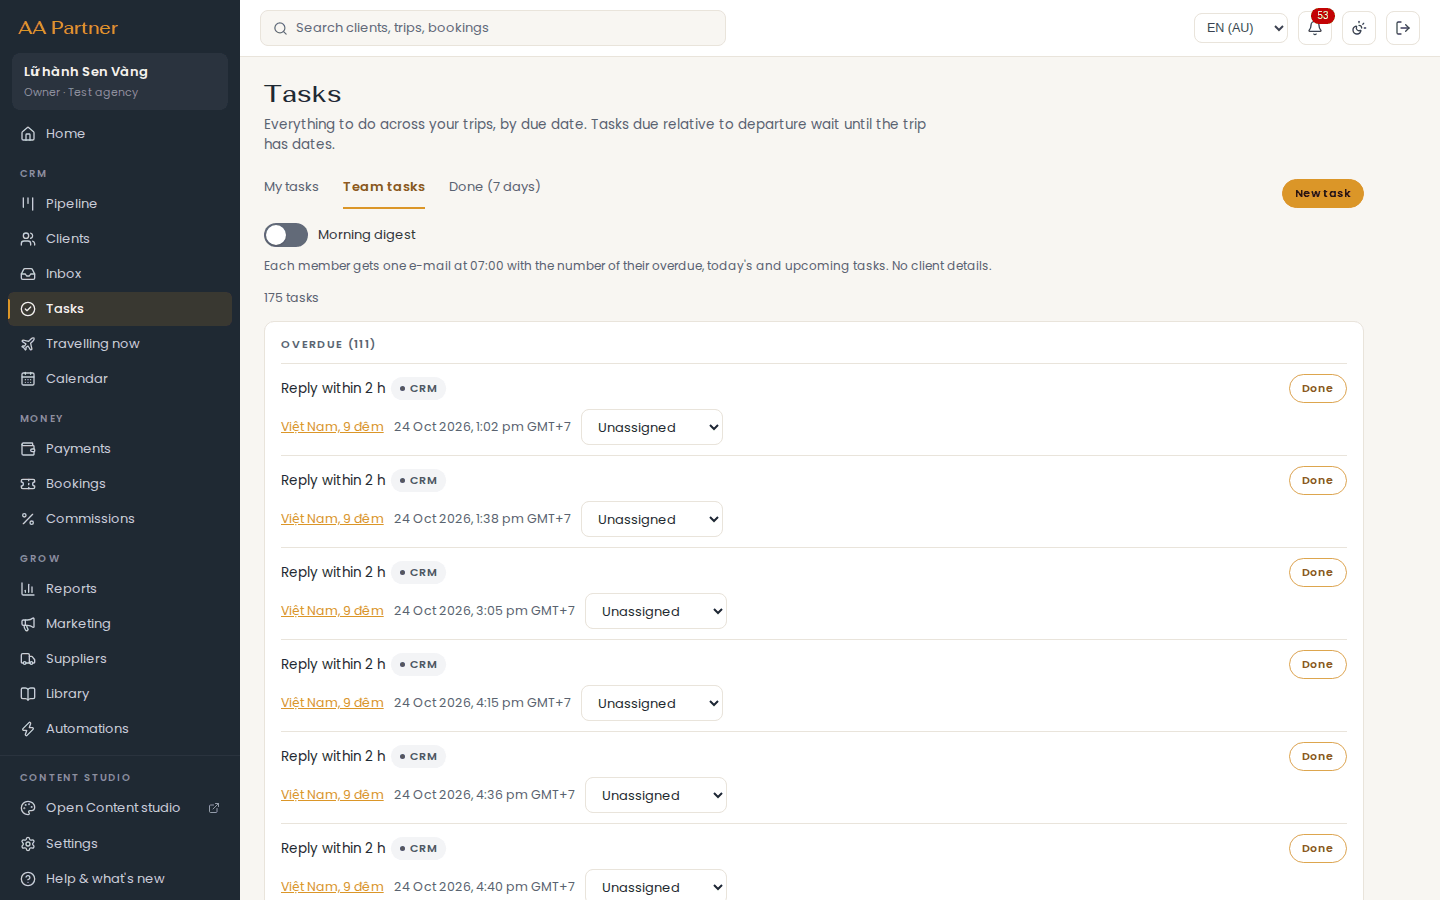 AA Partner
Lữ hành Sen Vàng
Owner · Test agency
Home
CRM
Pipeline
Clients
Inbox
Tasks
Travelling now
Calendar
MONEY
Payments
Bookings
Commissions
GROW
Reports
Marketing
Suppliers
Library
Automations
CONTENT STUDIO
Open Content studio
Settings
Help & what's new
Search clients, trips, bookings
EN (AU)
53
Tasks
Everything to do across your trips, by due date. Tasks due relative to departure wait until the trip
has dates.
My tasks
Team tasks
Done (7 days)
New task
Morning digest
Each member gets one e-mail at 07:00 with the number of their overdue, today's and upcoming tasks. No client details.
175 tasks
OVERDUE (111)
Reply within 2 h CRM Done
Việt Nam, 9 đêm 24 Oct 2026, 1:02 pm GMT+7 Unassigned
Reply within 2 h CRM Done
Việt Nam, 9 đêm 24 Oct 2026, 1:38 pm GMT+7 Unassigned
Reply within 2 h CRM Done
Việt Nam, 9 đêm 24 Oct 2026, 3:05 pm GMT+7 Unassigned
Reply within 2 h CRM Done
Việt Nam, 9 đêm 24 Oct 2026, 4:15 pm GMT+7 Unassigned
Reply within 2 h CRM Done
Việt Nam, 9 đêm 24 Oct 2026, 4:36 pm GMT+7 Unassigned
Reply within 2 h CRM Done
Việt Nam, 9 đêm 24 Oct 2026, 4:40 pm GMT+7 Unassigned